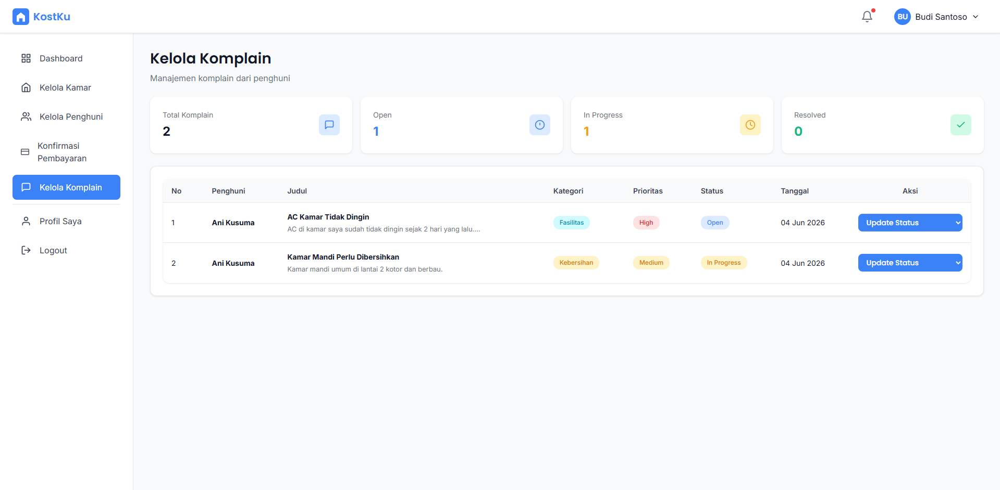 KostKu
BU Budi Santoso
Dashboard
Kelola Kamar
Kelola Penghuni
Konfirmasi
Pembayaran
Kelola Komplain
Profil Saya
Logout
Kelola Komplain
Manajemen komplain dari penghuni
Total Komplain
2
Open
1
In Progress
1
Resolved
0
No Penghuni Judul Kategori Prioritas Status Tanggal Aksi
1 Ani Kusuma AC Kamar Tidak Dingin Fasilitas High Open 04 Jun 2026 Update Status
AC di kamar saya sudah tidak dingin sejak 2 hari yang lalu....
2 Ani Kusuma Kamar Mandi Perlu Dibersihkan Kebersihan Medium In Progress 04 Jun 2026 Update Status
Kamar mandi umum di lantai 2 kotor dan berbau.